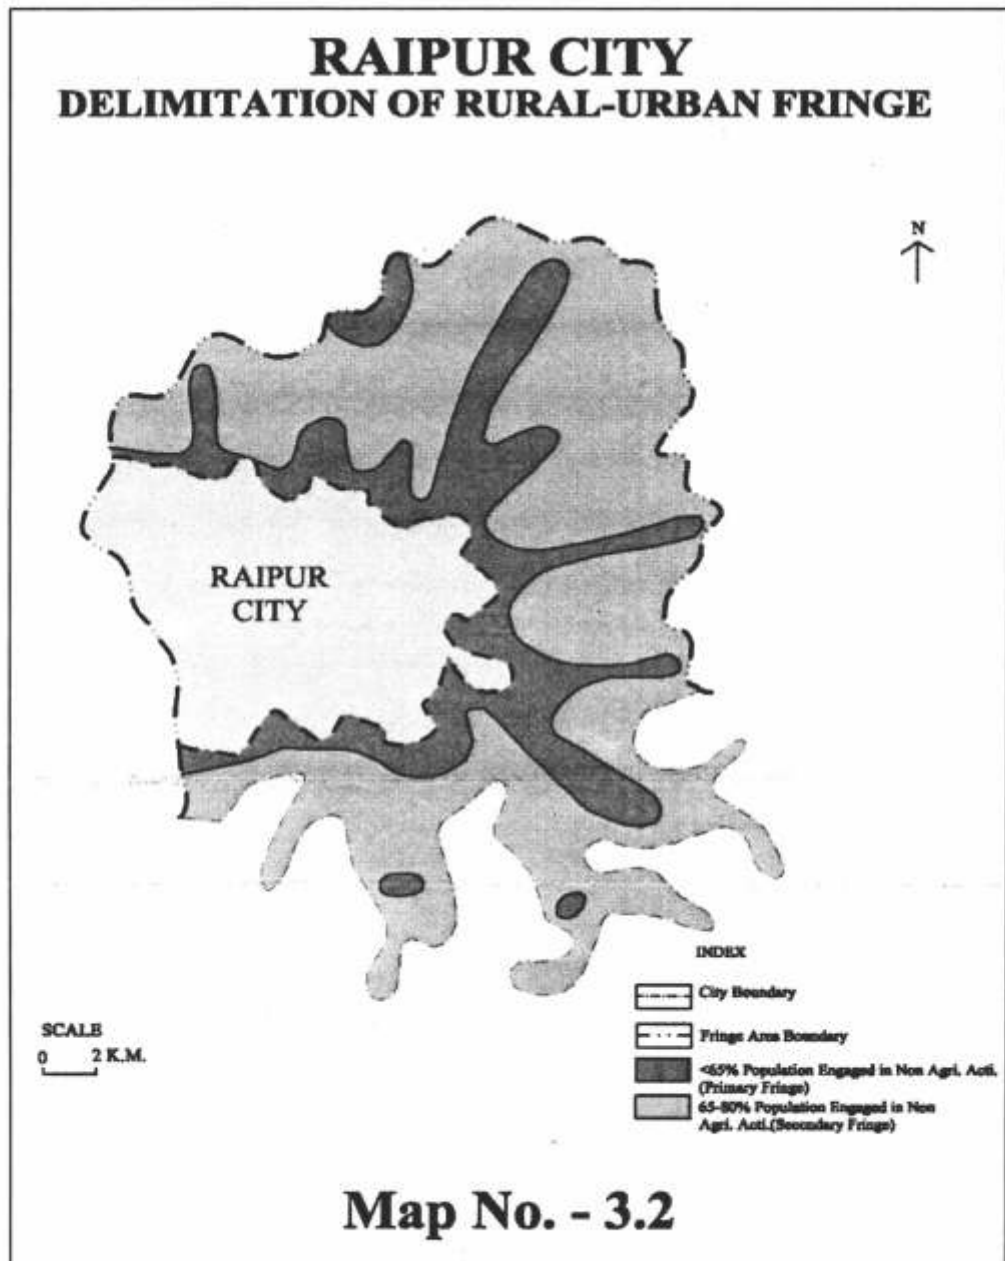 RAIPUR CITY
DELIMITATION OF RURAL-URBAN FRINGE
N
RAIPUR
CITY
INDEX
City Boundary
Fringe Area Boundary
<65% Population Engaged in Non Agri. Acti.
(Primary Fringe)
65-80% Population Engaged in Non
Agri. Acti.(Secondary Fringe)
SCALE
0 2 K.M.
Map No. - 3.2